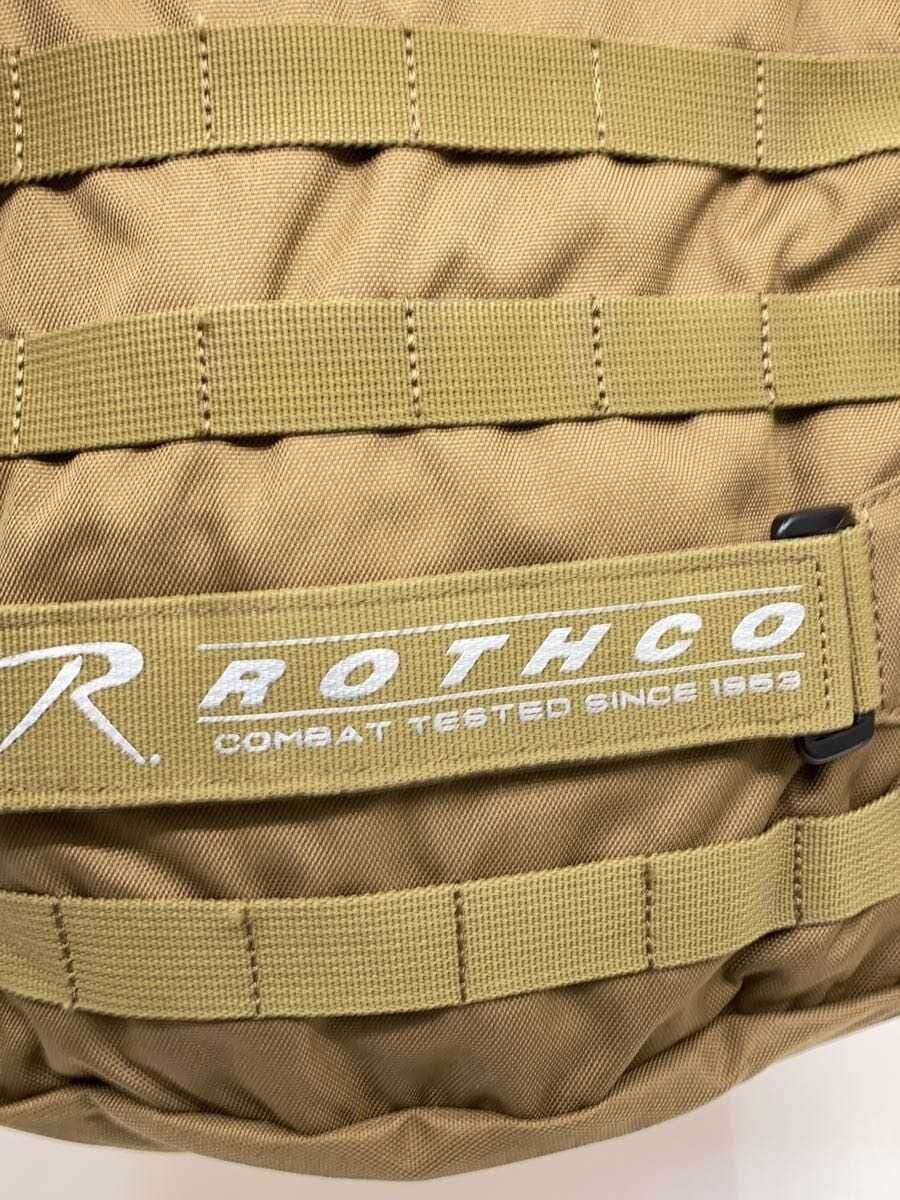 R.
ROTHCO
COMBAT TESTED SINCE 1953